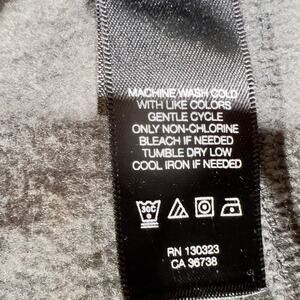 MACHINE WASH COLD
WITH LIKE COLORS
GENTLE CYCLE
ONLY NON-CHLORINE
BLEACH IF NEEDED
TUMBLE DRY LOW
COOL IRON IF NEEDED
30C
RN 130323
CA 36738